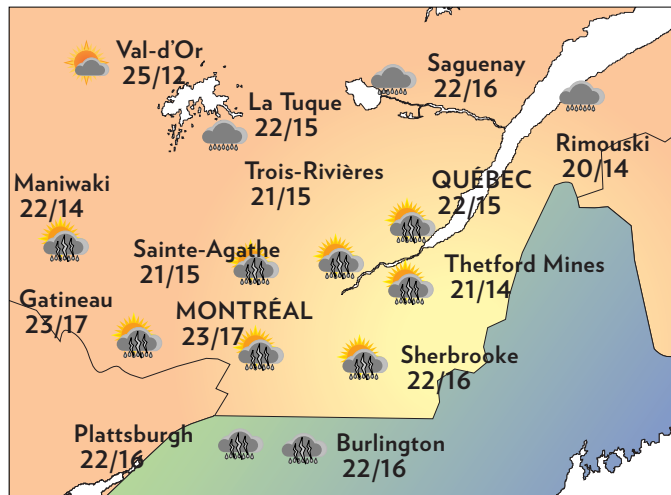 Val-d'Or
25/12
Saguenay
22/16
La Tuque
22/15
Rimouski
20/14
Trois-Rivières
21/15
QUÉBEC
22/15
Maniwaki
22/14
Sainte-Agathe
21/15
Thetford Mines
21/14
Gatineau
23/17
MONTRÉAL
23/17
Sherbrooke
22/16
Plattsburgh
22/16
Burlington
22/16